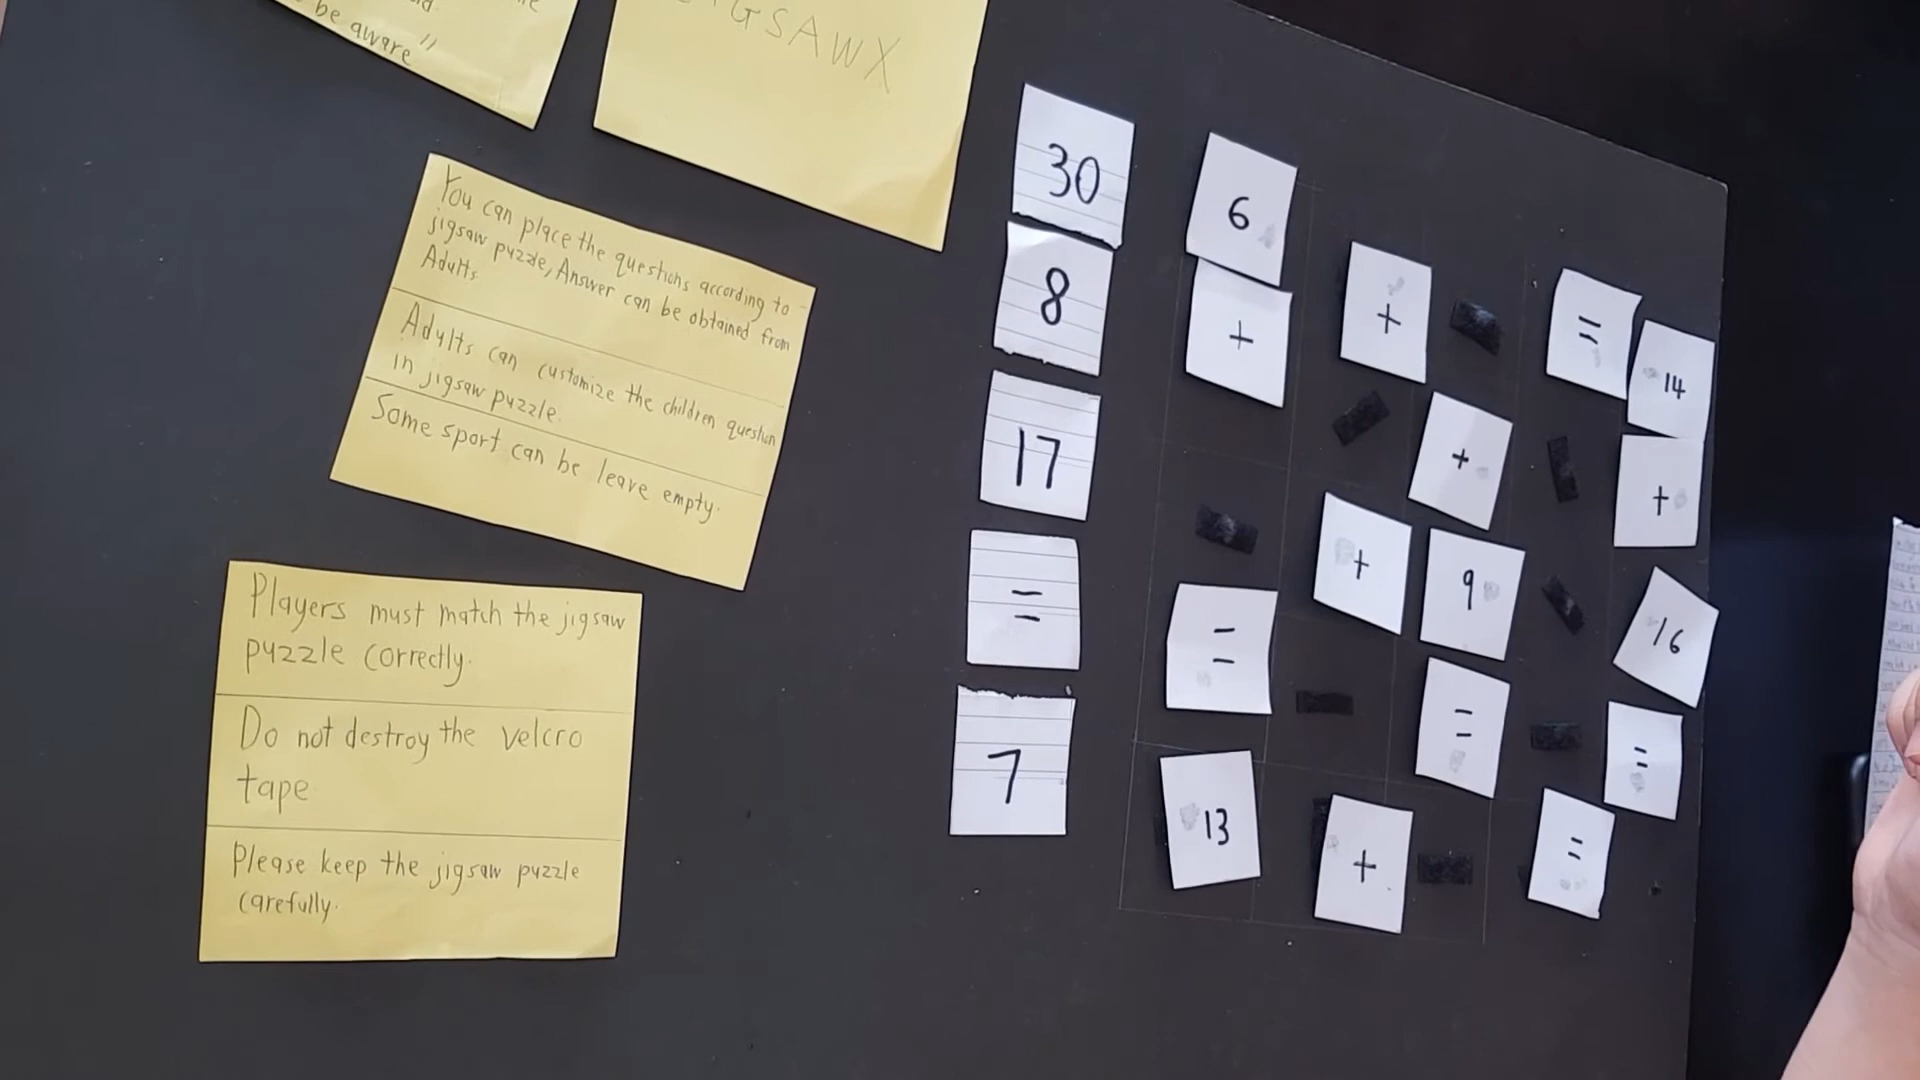 be aware"
GSAWX
You can place the questions according to
jigsaw puzzle, Answer can be obtained from
Adults
Adults can customize the children question
in jigsaw puzzle.
Some sport can be leave empty.
Players must match the jigsaw
puzzle correctly.
Do not destroy the velcro
tape
Please keep the jigsaw puzzle
carefully.
30
8
17
=
7
6
+ + =
14
+ +
+ 9
16
= = =
13 + =